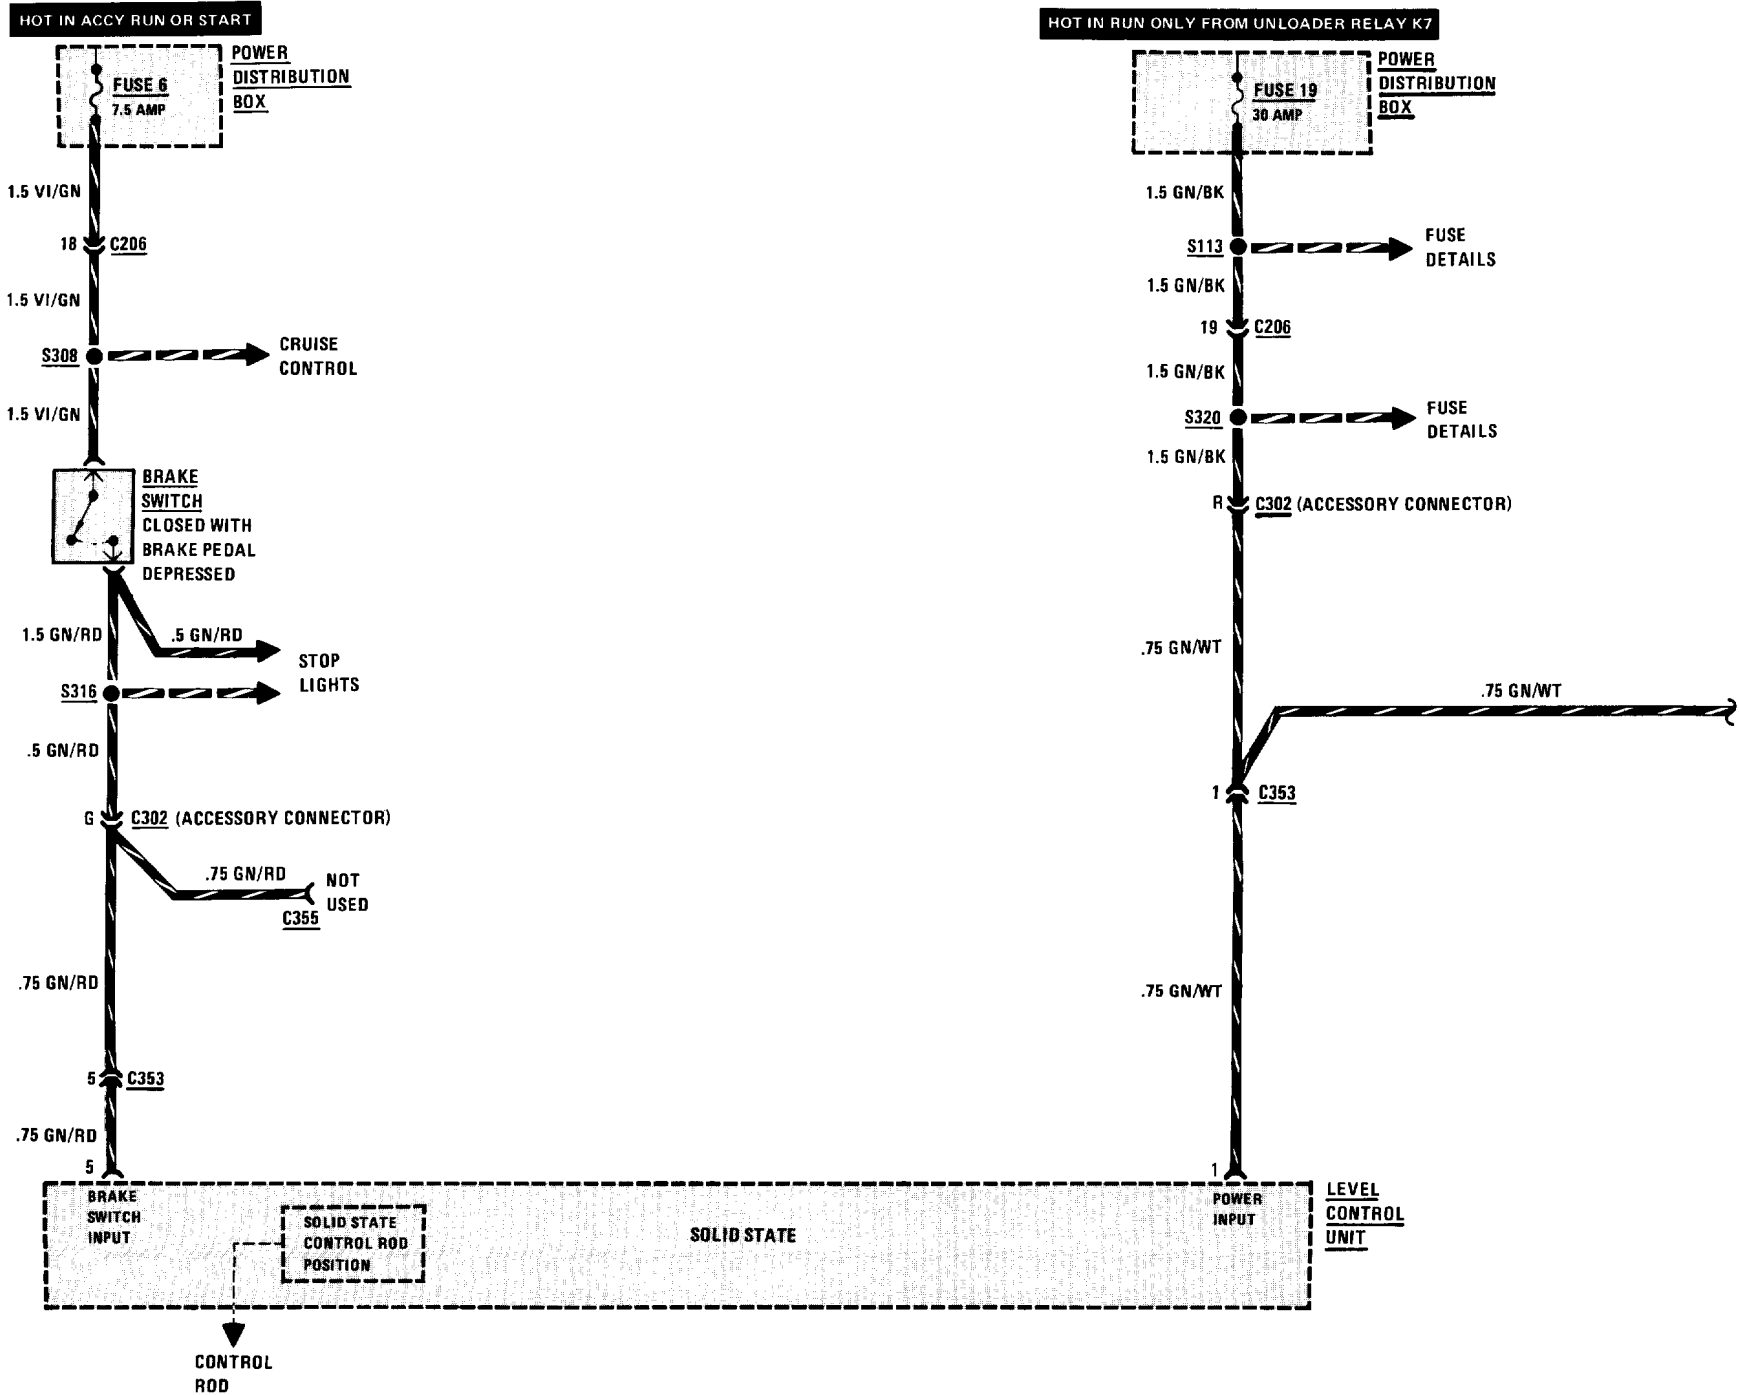 HOT IN ACCY RUN OR START
FUSE 6
7.5 AMP
POWER
DISTRIBUTION
BOX
1.5 VI/GN
18
C206
1.5 VI/GN
S308
CRUISE
CONTROL
1.5 VI/GN
BRAKE
SWITCH
CLOSED WITH
BRAKE PEDAL
DEPRESSED
1.5 GN/RD
.5 GN/RD
STOP
LIGHTS
S316
.5 GN/RD
G
C302 (ACCESSORY CONNECTOR)
.75 GN/RD
NOT
USED
C355
.75 GN/RD
5
C353
.75 GN/RD
5
BRAKE
SWITCH
INPUT
SOLID STATE
CONTROL ROD
POSITION
CONTROL
ROD
SOLID STATE
HOT IN RUN ONLY FROM UNLOADER RELAY K7
FUSE 19
30 AMP
POWER
DISTRIBUTION
BOX
1.5 GN/BK
S113
FUSE
DETAILS
1.5 GN/BK
19
C206
1.5 GN/BK
S320
FUSE
DETAILS
1.5 GN/BK
R
C302 (ACCESSORY CONNECTOR)
.75 GN/WT
.75 GN/WT
1
C353
.75 GN/WT
1
POWER
INPUT
LEVEL
CONTROL
UNIT